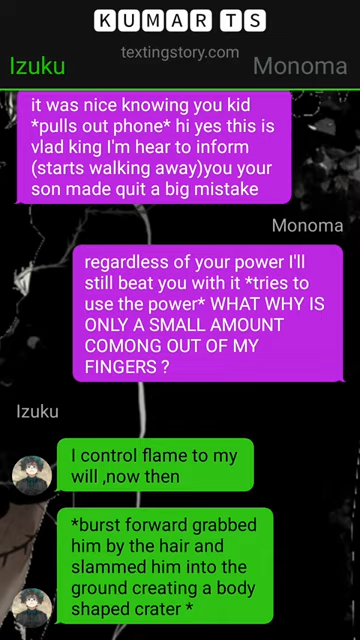 KUMAR TS
textingstory.com
Izuku Monoma
it was nice knowing you kid
*pulls out phone* hi yes this is
vlad king I'm hear to inform
(starts walking away)you your
son made quit a big mistake
Monoma
regardless of your power I'll
still beat you with it *tries to
use the power* WHAT WHY IS
ONLY A SMALL AMOUNT
COMONG OUT OF MY
FINGERS ?
Izuku
I control flame to my
will ,now then
*burst forward grabbed
him by the hair and
slammed him into the
ground creating a body
shaped crater *